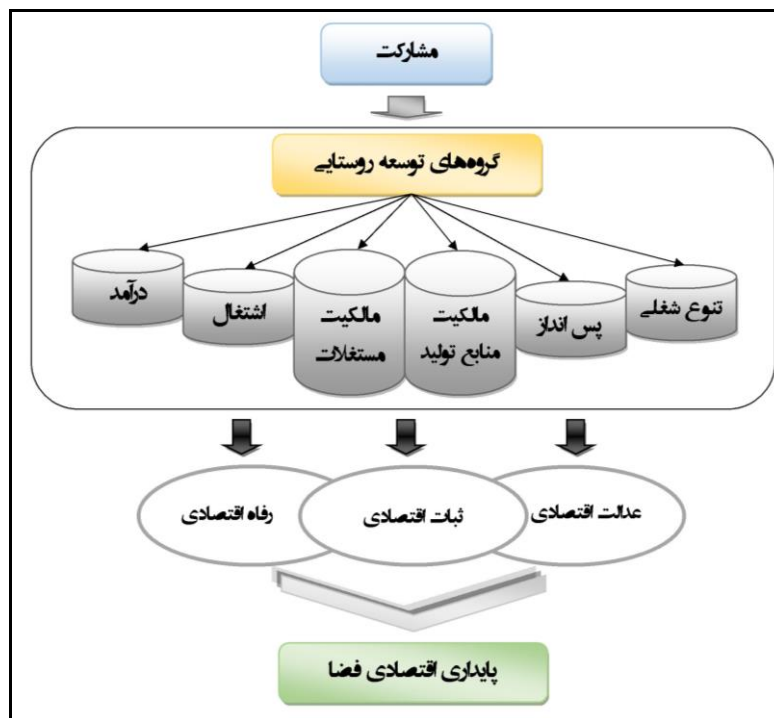 مشارکت
گروه‌های توسعه روستایی
تنوع شغلی
پس انداز
مالکیت
منابع تولید
مالکیت
مستغلات
اشتغال
درآمد
عدالت اقتصادی
ثبات اقتصادی
رفاه اقتصادی
پایداری اقتصادی فضا